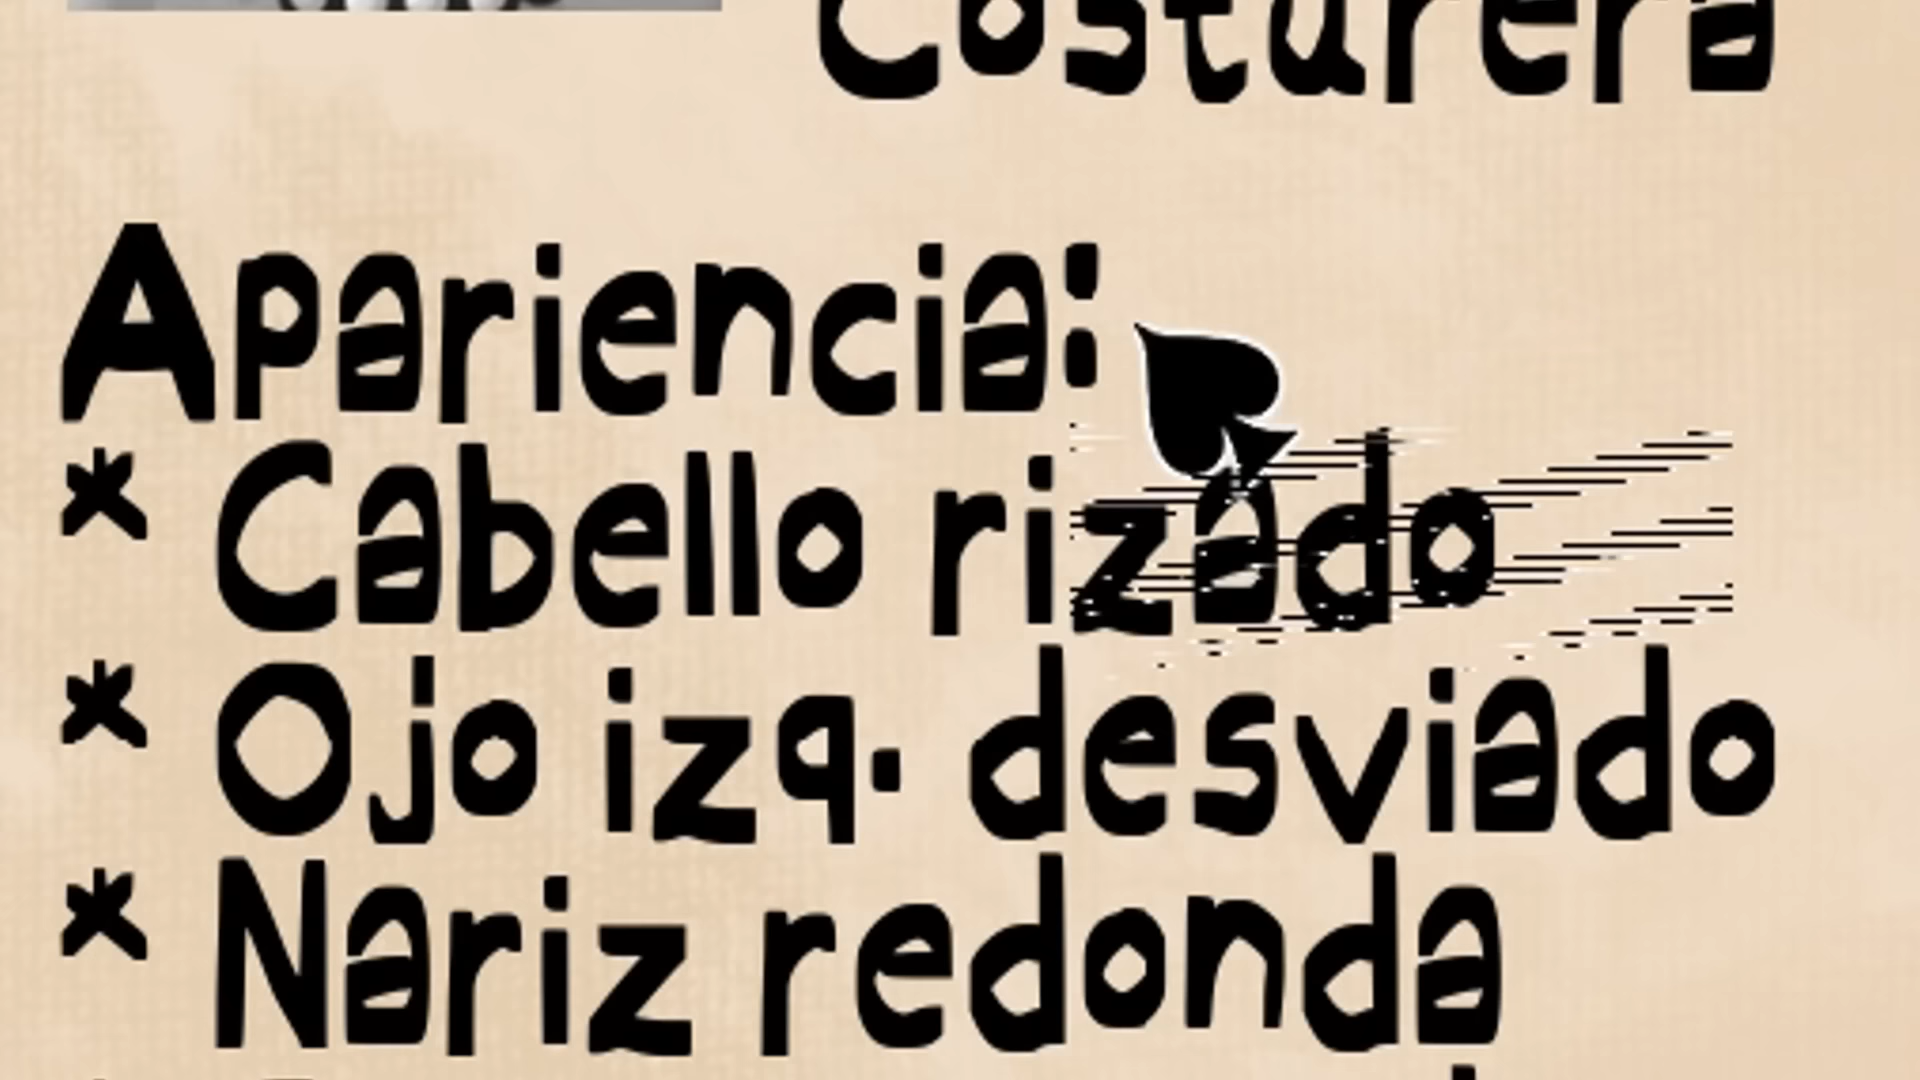 Costurera
Apariencia:
* Cabello rizado
* Ojo izq. desviado
* Nariz redonda